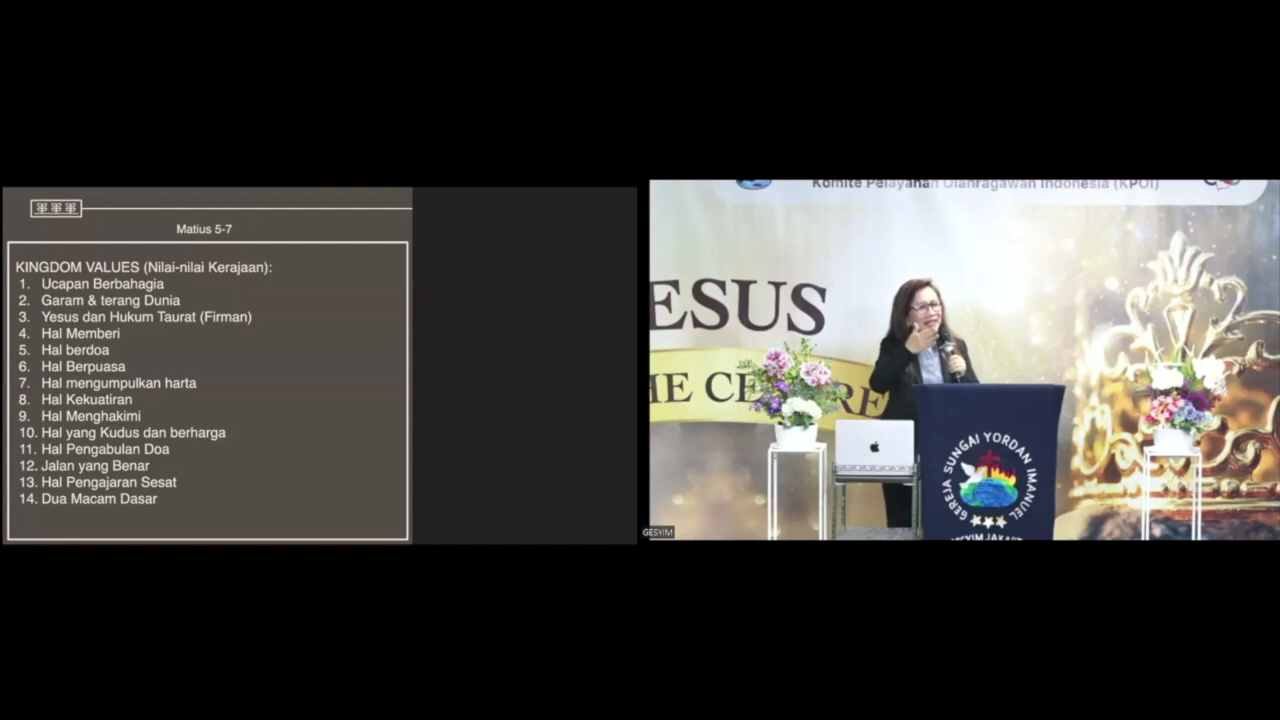 Matius 5-7
KINGDOM VALUES (Nilai-nilai Kerajaan):
1. Ucapan Berbahagia
2. Garam & terang Dunia
3. Yesus dan Hukum Taurat (Firman)
4. Hal Memberi
5. Hal berdoa
6. Hal Berpuasa
7. Hal mengumpulkan harta
8. Hal Kekuatiran
9. Hal Menghakimi
10. Hal yang Kudus dan berharga
11. Hal Pengabulan Doa
12. Jalan yang Benar
13. Hal Pengajaran Sesat
14. Dua Macam Dasar
Komite Pelayanan Olahragawan Indonesia (KPOI)
ESUS
HE CE RE
GEREJA SUNGAI YORDAN IMANUEL
GESYIM